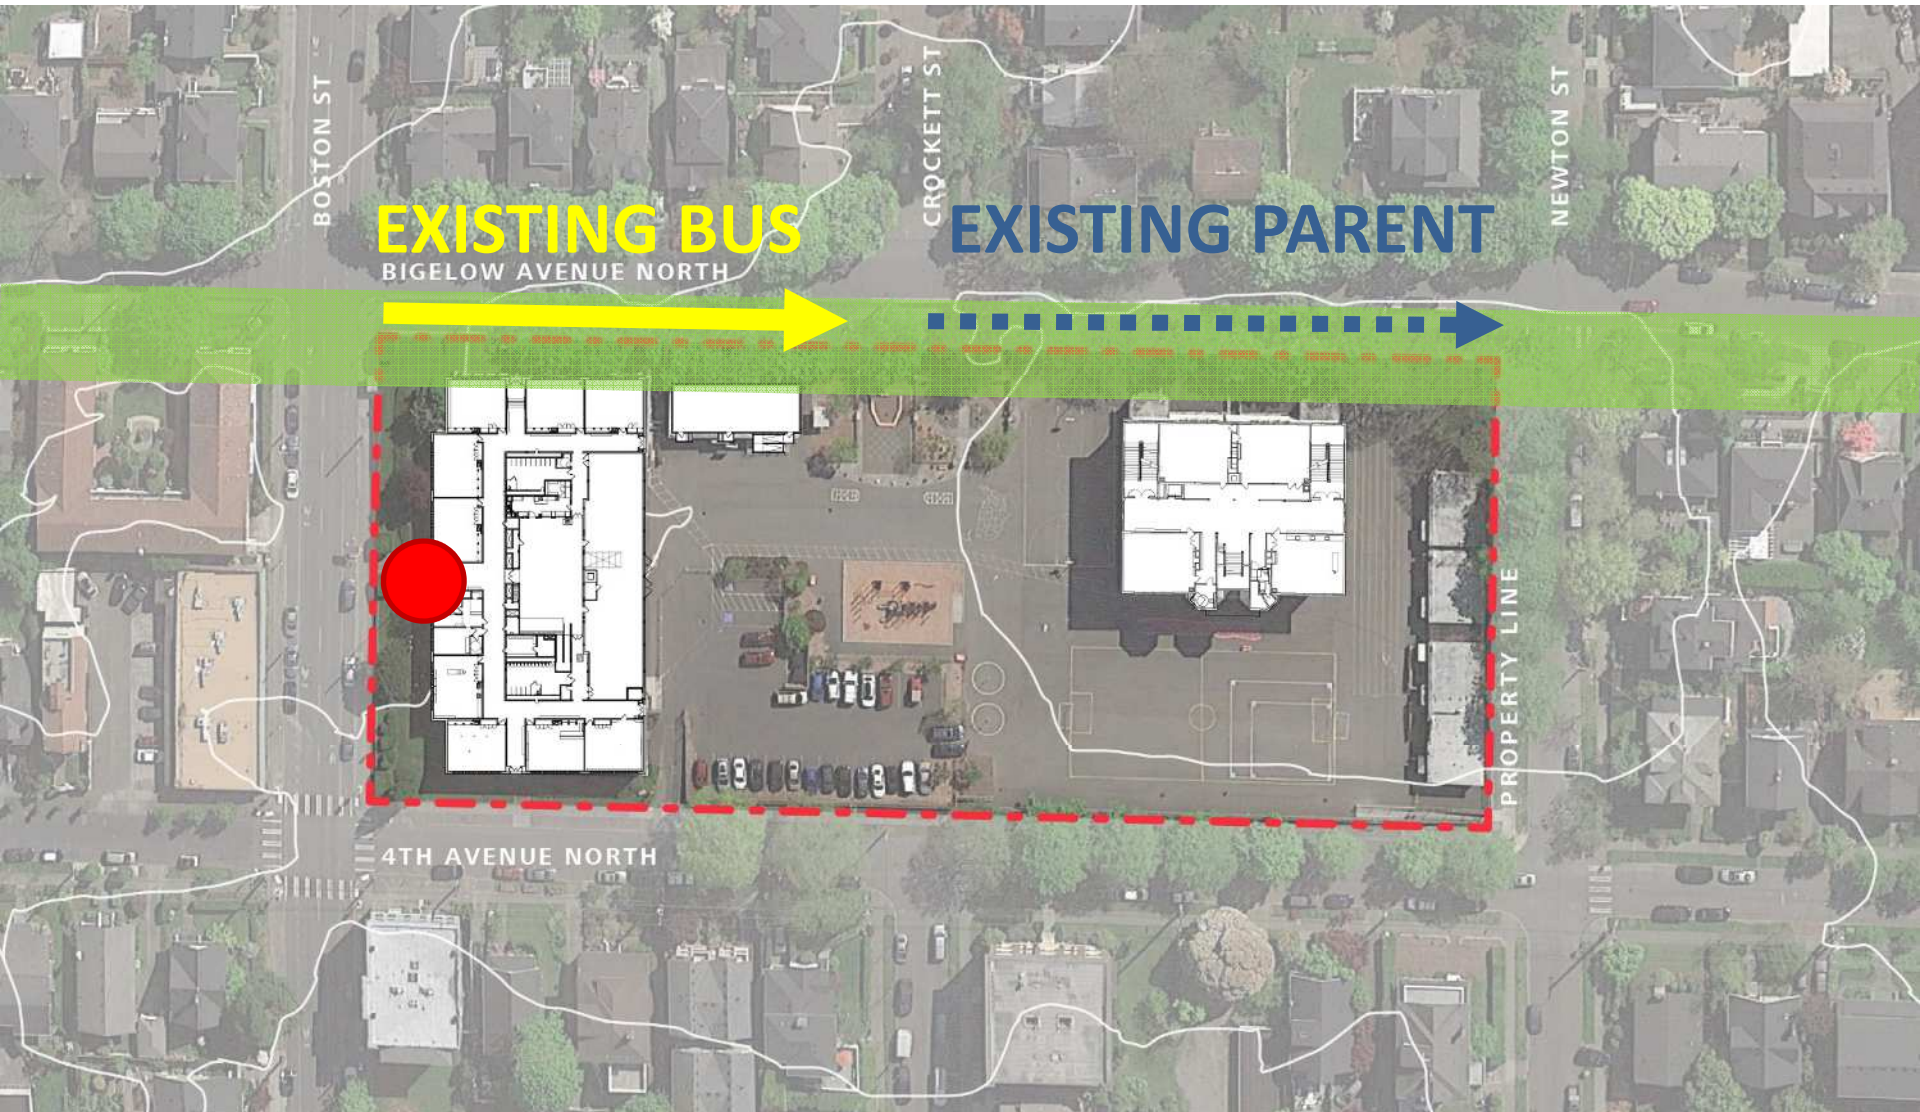 BOSTON ST
CROCKETT ST
NEWTON ST
EXISTING BUS
EXISTING PARENT
BIGELOW AVENUE NORTH
PROPERTY LINE
4TH AVENUE NORTH